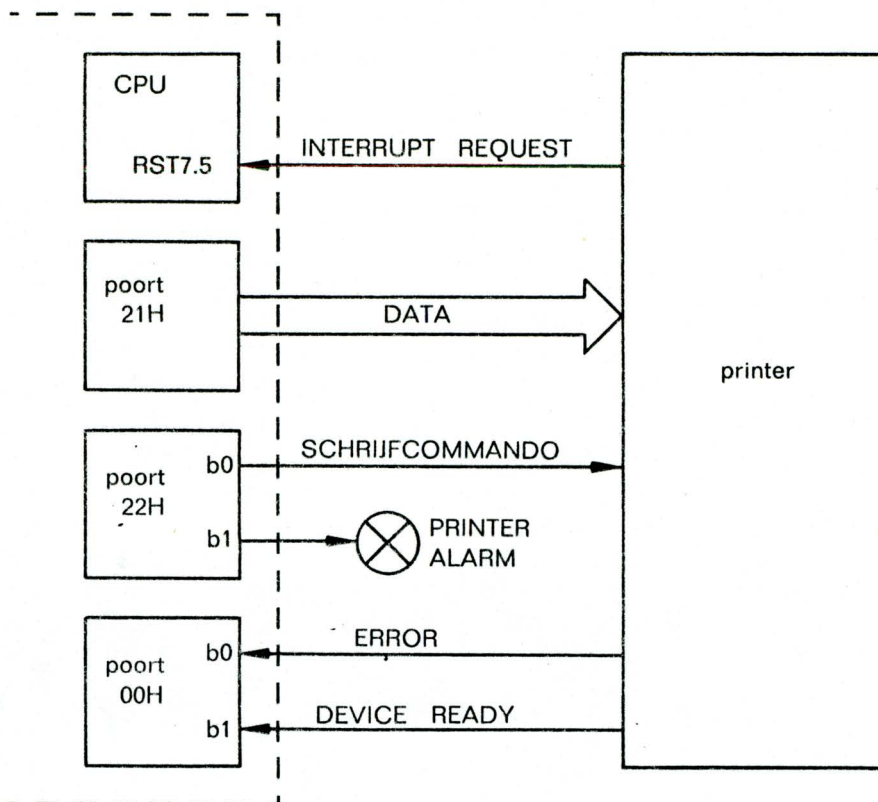 CPU
RST7.5
INTERRUPT REQUEST
poort
21H
DATA
printer
poort
22H
b0
SCHRIJFCOMMANDO
b1
PRINTER
ALARM
poort
00H
b0
ERROR
b1
DEVICE READY